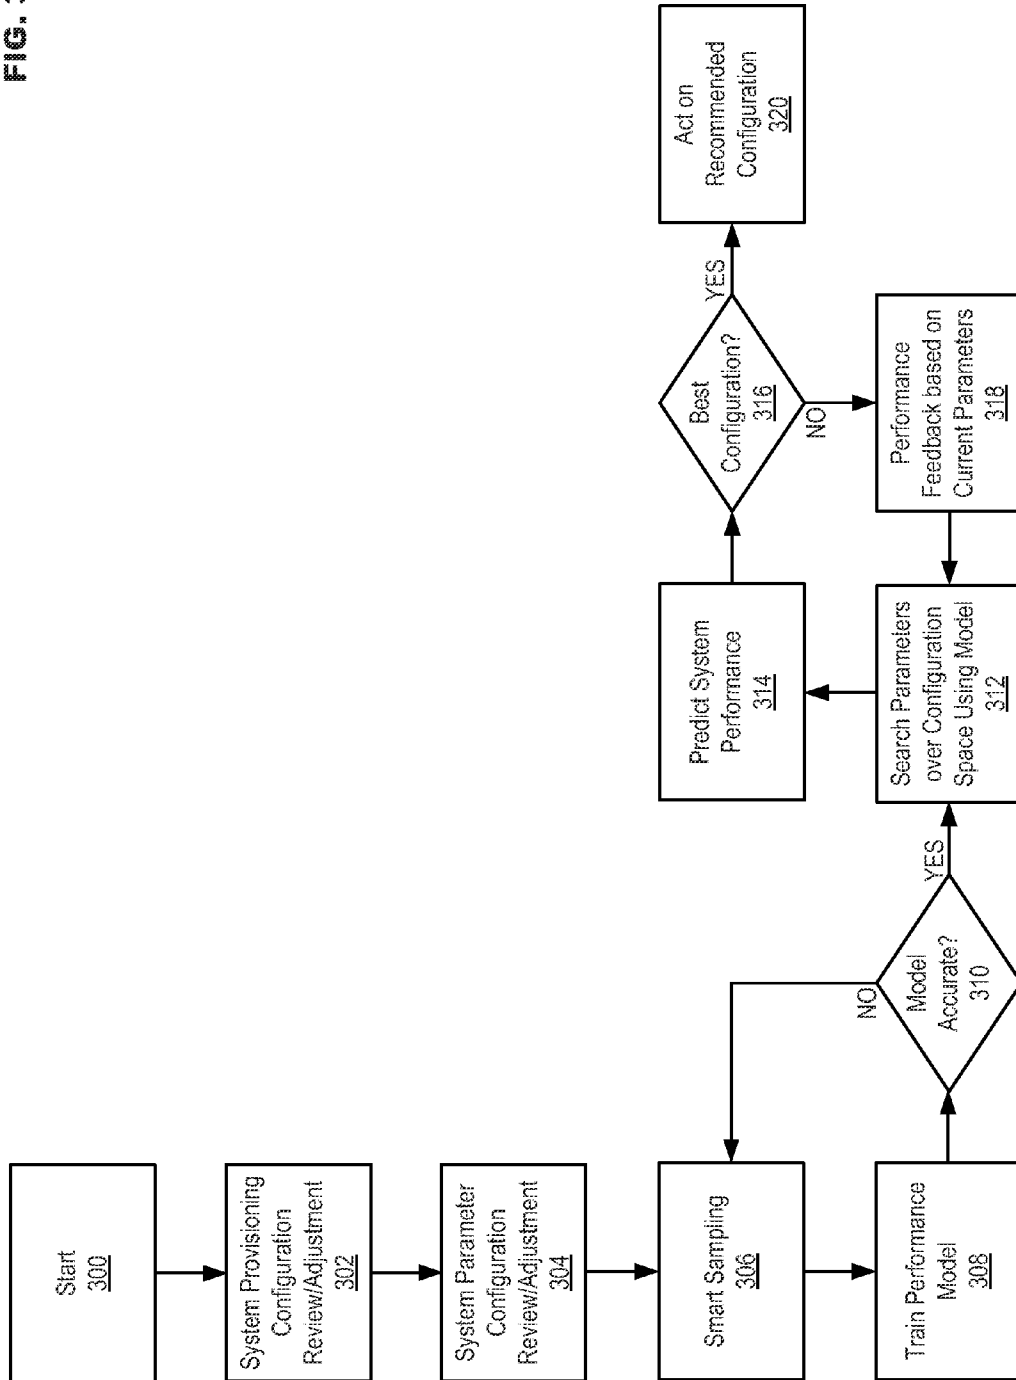 FIG.
Start
300
System Provisioning
Configuration
Review/Adjustment
302
System Parameter
Configuration
Review/Adjustment
304
Smart Sampling
306
Train Performance
Model
308
Model
Accurate?
310
NO
YES
Search Parameters
over Configuration
Space Using Model
312
Predict System
Performance
314
Best
Configuration?
316
YES
NO
Performance
Feedback based on
Current Parameters
318
Act on
Recommended
Configuration
320